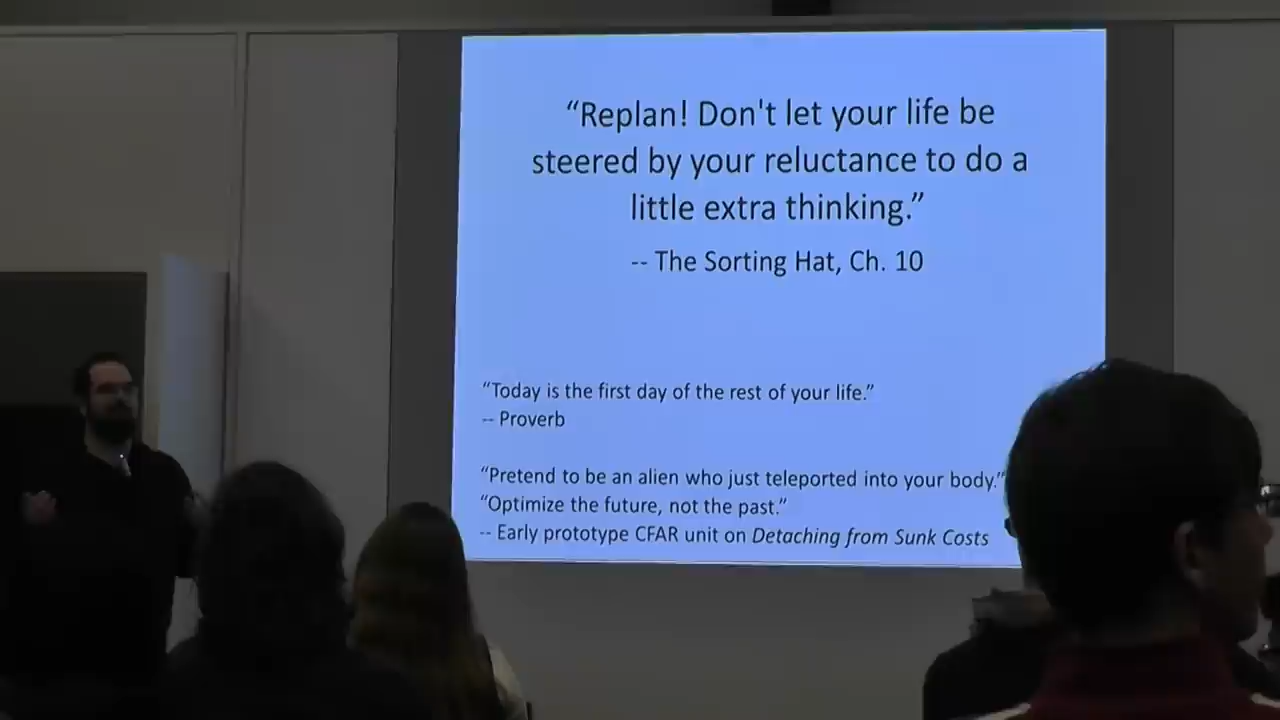 “Replan! Don't let your life be
steered by your reluctance to do a
little extra thinking.”
-- The Sorting Hat, Ch. 10
“Today is the first day of the rest of your life.”
-- Proverb
“Pretend to be an alien who just teleported into your body.”
“Optimize the future, not the past.”
-- Early prototype CFAR unit on Detaching from Sunk Costs